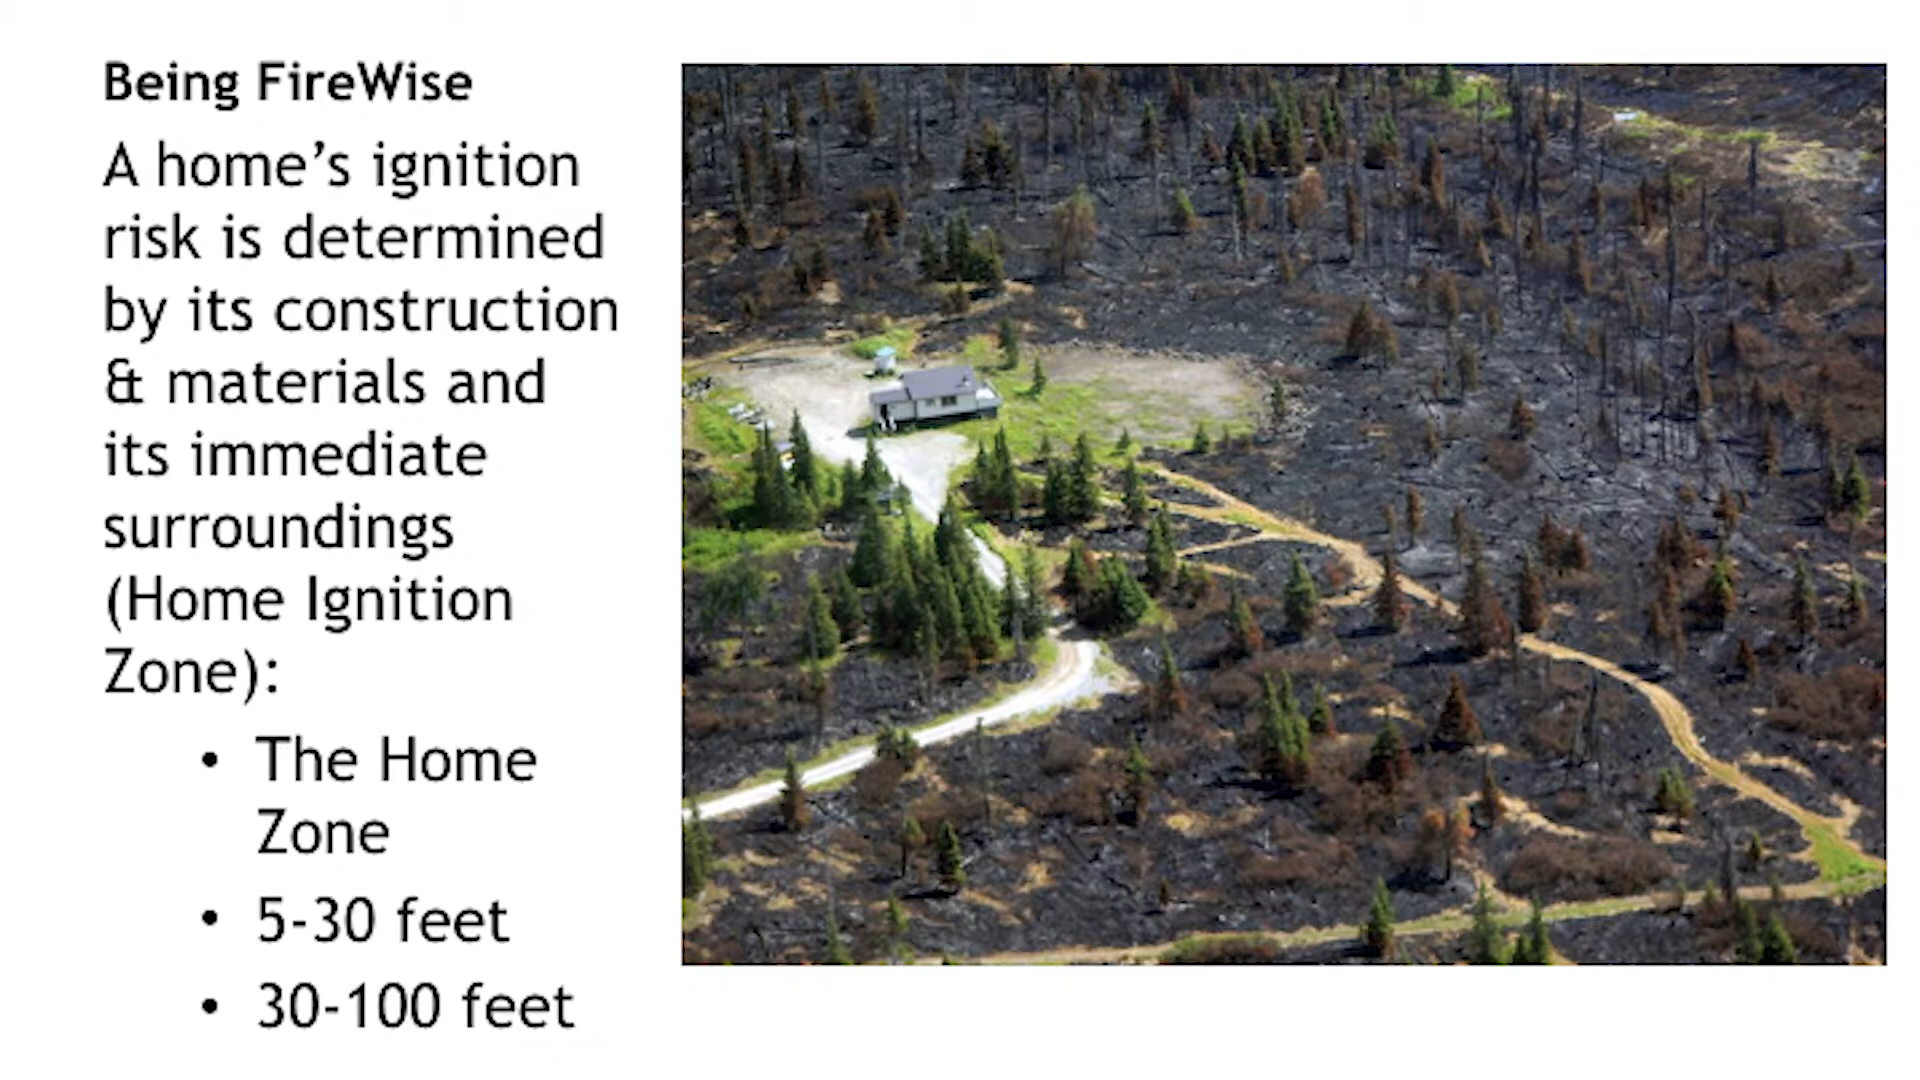 Being FireWise
A home’s ignition
risk is determined
by its construction
& materials and
its immediate
surroundings
(Home Ignition
Zone):
• The Home
Zone
• 5-30 feet
• 30-100 feet